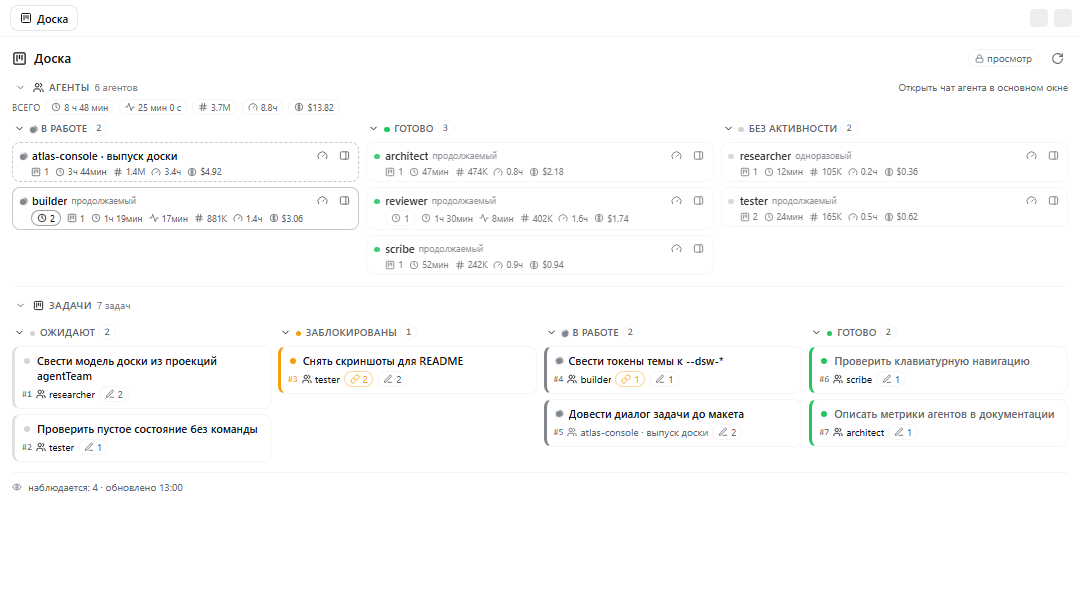 Доска
Доска
просмотр
АГЕНТЫ 6 агентов
Открыть чат агента в основном окне
ВСЕГО 8 ч 48 мин 25 мин 0 с 3.7M 8.8ч $13.82
В РАБОТЕ 2
atlas-console · выпуск доски
1 3ч 44мин 1.4M 3.4ч $4.92
builder продолжаемый
2 1 1ч 19мин 17мин 881K 1.4ч $3.06
ГОТОВО 3
architect продолжаемый
1 47мин 474K 0.8ч $2.18
reviewer продолжаемый
1 1ч 30мин 8мин 402K 1.6ч $1.74
scribe продолжаемый
1 52мин 242K 0.9ч $0.94
БЕЗ АКТИВНОСТИ 2
researcher одноразовый
1 12мин 105K 0.2ч $0.36
tester продолжаемый
2 24мин 165K 0.5ч $0.62
ЗАДАЧИ 7 задач
ОЖИДАЮТ 2
Свести модель доски из проекций
agentTeam
#1 researcher 2
Проверить пустое состояние без команды
#2 tester 1
ЗАБЛОКИРОВАНЫ 1
Снять скриншоты для README
#3 tester 2 2
В РАБОТЕ 2
Свести токены темы к --dsw-*
#4 builder 1 1
Довести диалог задачи до макета
#5 atlas-console · выпуск доски 2
ГОТОВО 2
Проверить клавиатурную навигацию
#6 scribe 1
Описать метрики агентов в документации
#7 architect 1
наблюдается: 4 · обновлено 13:00